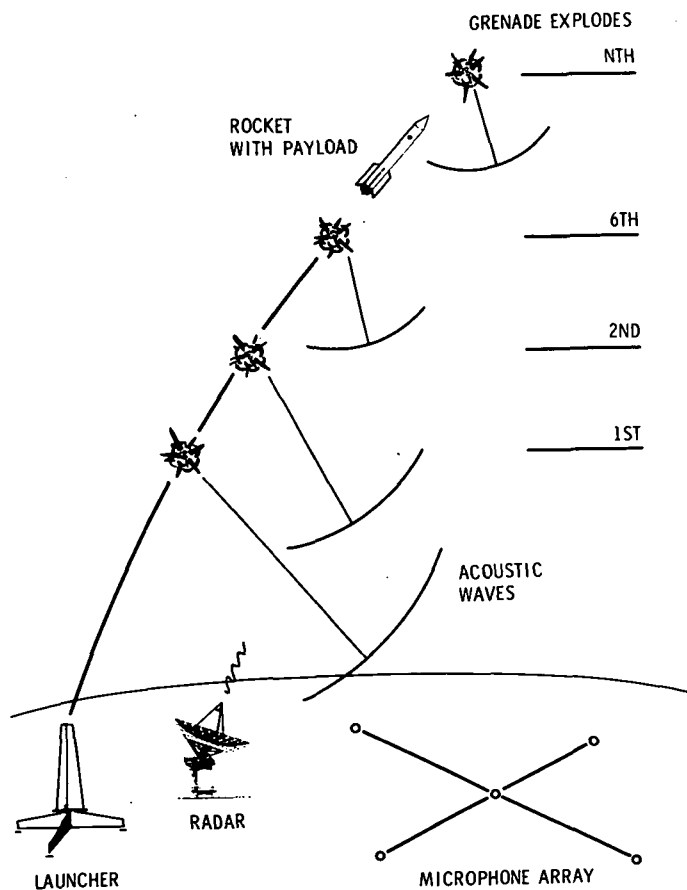 GRENADE EXPLODES
NTH
ROCKET
WITH PAYLOAD
6TH
2ND
1ST
ACOUSTIC
WAVES
RADAR
LAUNCHER
MICROPHONE ARRAY